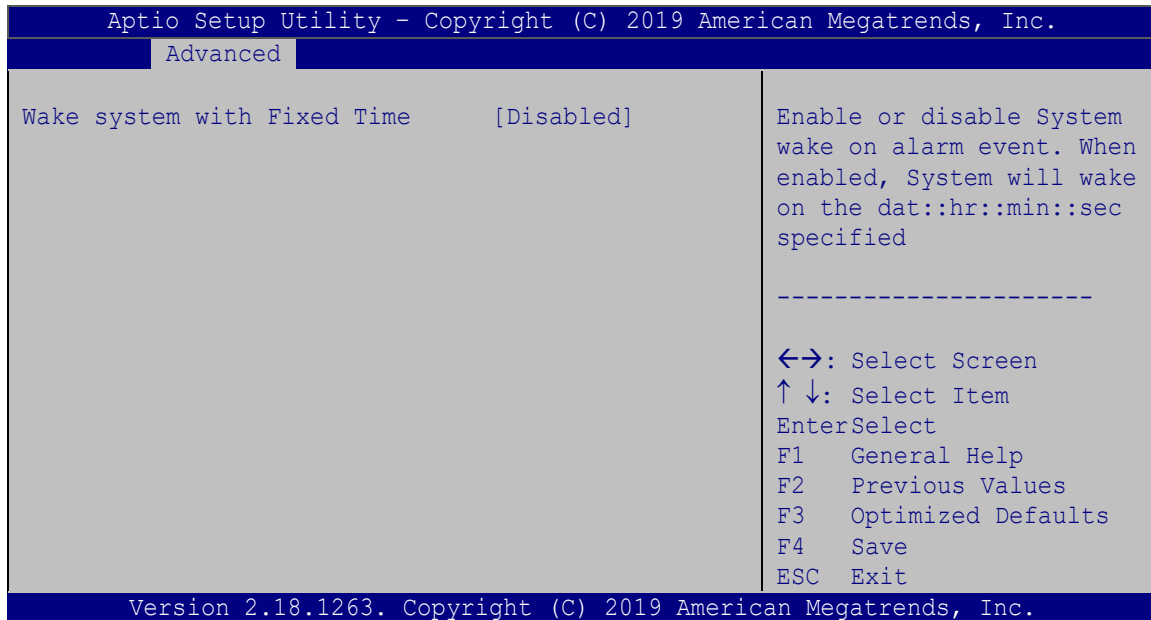 Aptio Setup Utility – Copyright (C) 2019 American Megatrends, Inc.
Advanced
Wake system with Fixed Time [Disabled]
Enable or disable System
wake on alarm event. When
enabled, System will wake
on the dat::hr::min::sec
specified
----------------------
←→: Select Screen
↑ ↓: Select Item
EnterSelect
F1 General Help
F2 Previous Values
F3 Optimized Defaults
F4 Save
ESC Exit
Version 2.18.1263. Copyright (C) 2019 American Megatrends, Inc.